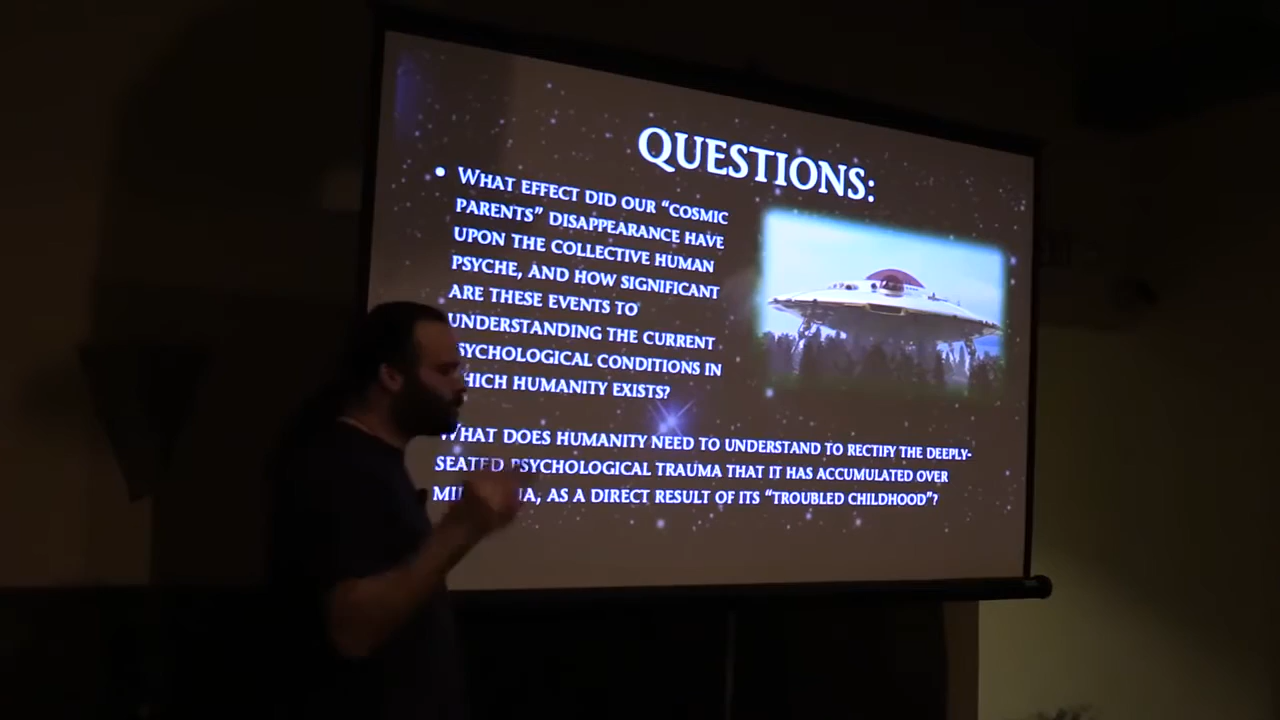 QUESTIONS:
• WHAT EFFECT DID OUR “COSMIC
PARENTS” DISAPPEARANCE HAVE
UPON THE COLLECTIVE HUMAN
PSYCHE, AND HOW SIGNIFICANT
ARE THESE EVENTS TO
UNDERSTANDING THE CURRENT
PSYCHOLOGICAL CONDITIONS IN
WHICH HUMANITY EXISTS?
WHAT DOES HUMANITY NEED TO UNDERSTAND TO RECTIFY THE DEEPLY-
SEATED PSYCHOLOGICAL TRAUMA THAT IT HAS ACCUMULATED OVER
AS A DIRECT RESULT OF ITS “TROUBLED CHILDHOOD”?